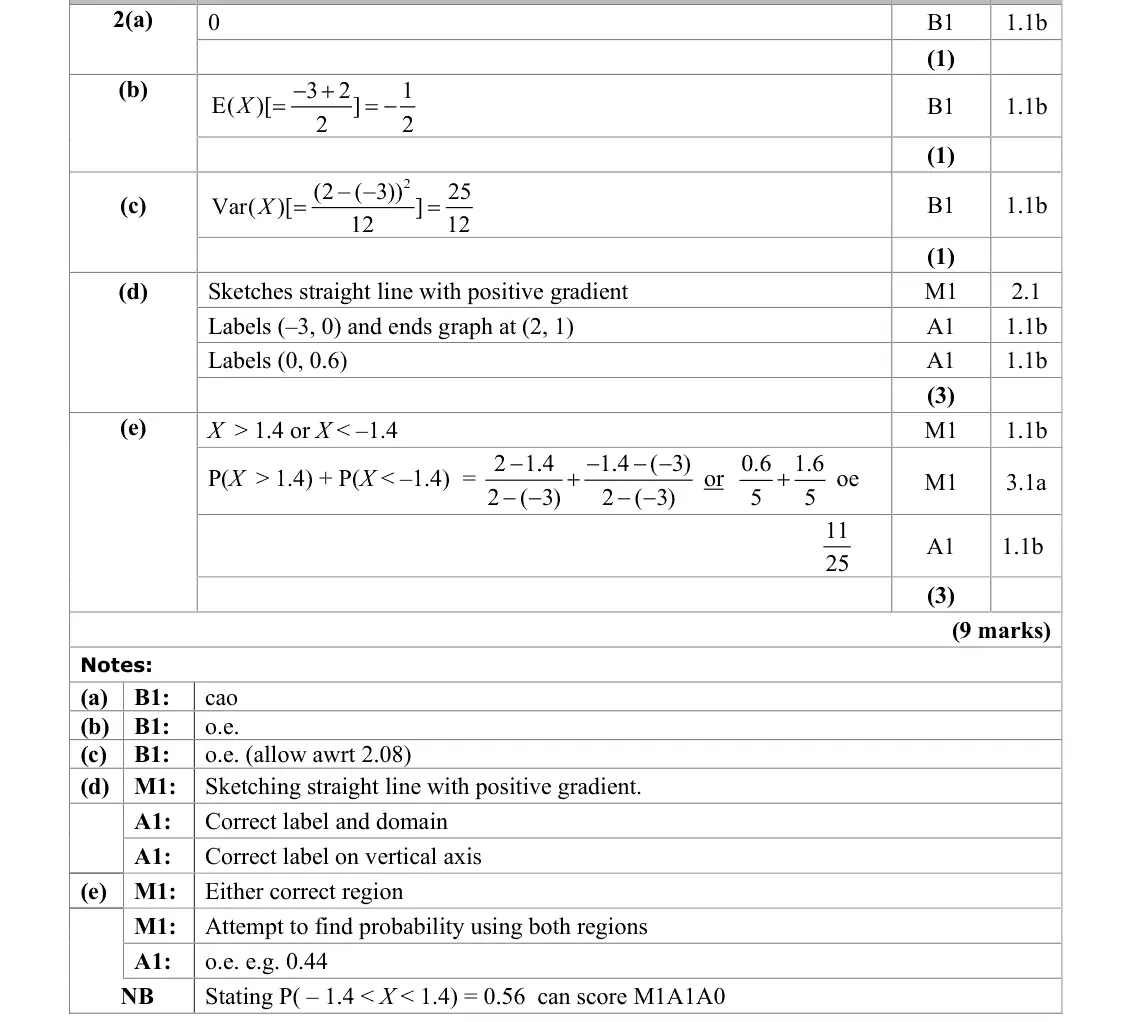 2(a) 0 B1 1.1b
(1)
(b) E(X)[= (−3+2)/2 ] = −1/2 B1 1.1b
(1)
(c) Var(X)[= (2−(−3))²/12 ] = 25/12 B1 1.1b
(1)
(d) Sketches straight line with positive gradient M1 2.1
Labels (–3, 0) and ends graph at (2, 1) A1 1.1b
Labels (0, 0.6) A1 1.1b
(3)
(e) X > 1.4 or X < –1.4 M1 1.1b
P(X > 1.4) + P(X < –1.4) = (2−1.4)/(2−(−3)) + (−1.4−(−3))/(2−(−3)) or 0.6/5 + 1.6/5 oe M1 3.1a
11/25 A1 1.1b
(3)
(9 marks)
Notes:
(a) B1: cao
(b) B1: o.e.
(c) B1: o.e. (allow awrt 2.08)
(d) M1: Sketching straight line with positive gradient.
A1: Correct label and domain
A1: Correct label on vertical axis
(e) M1: Either correct region
M1: Attempt to find probability using both regions
A1: o.e. e.g. 0.44
NB Stating P( – 1.4 < X < 1.4) = 0.56 can score M1A1A0